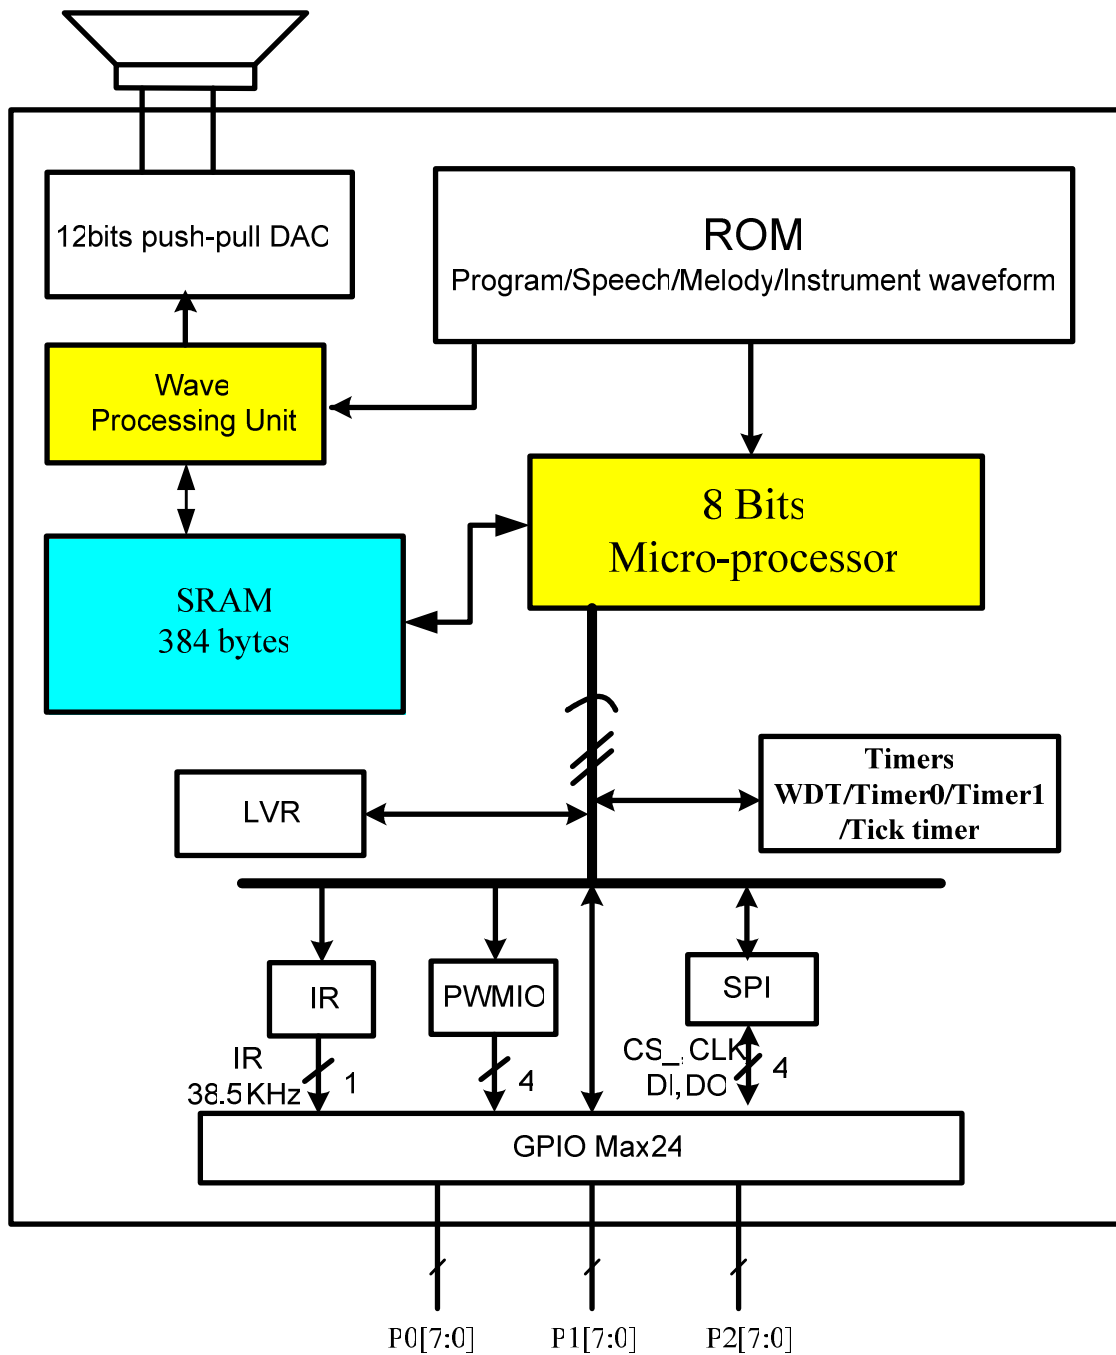 12bits push-pull DAC
ROM
Program/Speech/Melody/Instrument waveform
Wave
Processing Unit
8 Bits
Micro-processor
SRAM
384 bytes
Timers
WDT/Timer0/Timer1
/Tick timer
LVR
IR
PWMIO
SPI
IR
38.5KHz
1
4
CS_, CLK
DI,DO
4
GPIO Max24
P0[7:0]
P1[7:0]
P2[7:0]